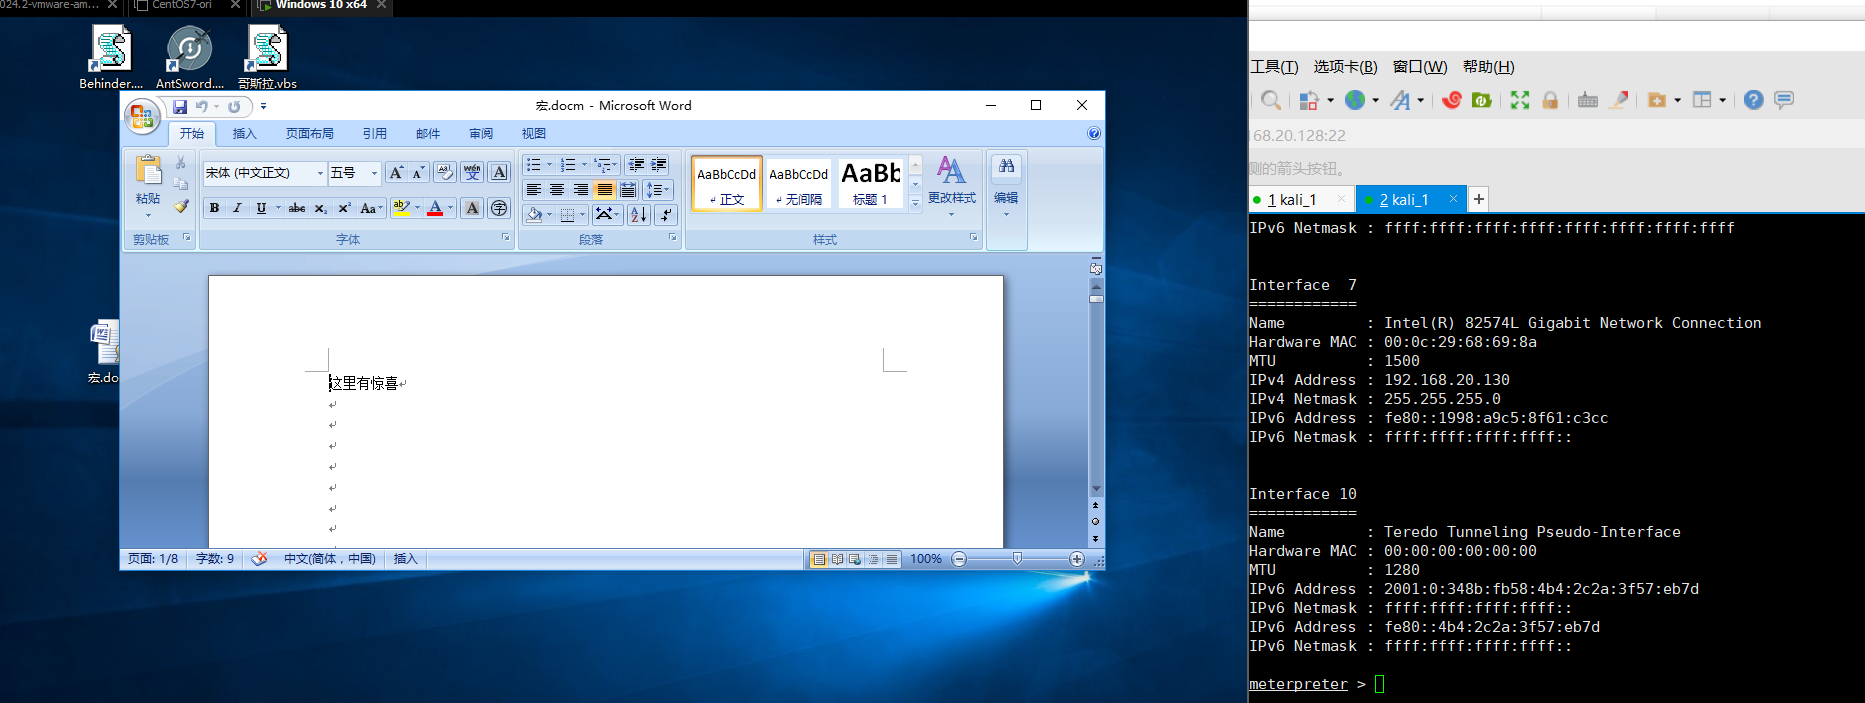 024.2-vmware-am...
CentOS7-ori
Windows 10 x64
Behinder....
AntSword....
哥斯拉.vbs
宏.do
宏.docm - Microsoft Word
开始
插入
页面布局
引用
邮件
审阅
视图
粘贴
剪贴板
宋体 (中文正文)
五号
字体
段落
AaBbCcDd
正文
AaBbCcDd
无间隔
AaBb
标题 1
更改样式
样式
编辑
这里有惊喜
页面: 1/8
字数: 9
中文(简体，中国)
插入
100%
工具(T)
选项卡(B)
窗口(W)
帮助(H)
68.20.128:22
侧的箭头按钮。
1 kali_1
2 kali_1
IPv6 Netmask : ffff:ffff:ffff:ffff:ffff:ffff:ffff:ffff
Interface  7
============
Name         : Intel(R) 82574L Gigabit Network Connection
Hardware MAC : 00:0c:29:68:69:8a
MTU          : 1500
IPv4 Address : 192.168.20.130
IPv4 Netmask : 255.255.255.0
IPv6 Address : fe80::1998:a9c5:8f61:c3cc
IPv6 Netmask : ffff:ffff:ffff:ffff::
Interface 10
============
Name         : Teredo Tunneling Pseudo-Interface
Hardware MAC : 00:00:00:00:00:00
MTU          : 1280
IPv6 Address : 2001:0:348b:fb58:4b4:2c2a:3f57:eb7d
IPv6 Netmask : ffff:ffff:ffff:ffff::
IPv6 Address : fe80::4b4:2c2a:3f57:eb7d
IPv6 Netmask : ffff:ffff:ffff:ffff::
meterpreter >